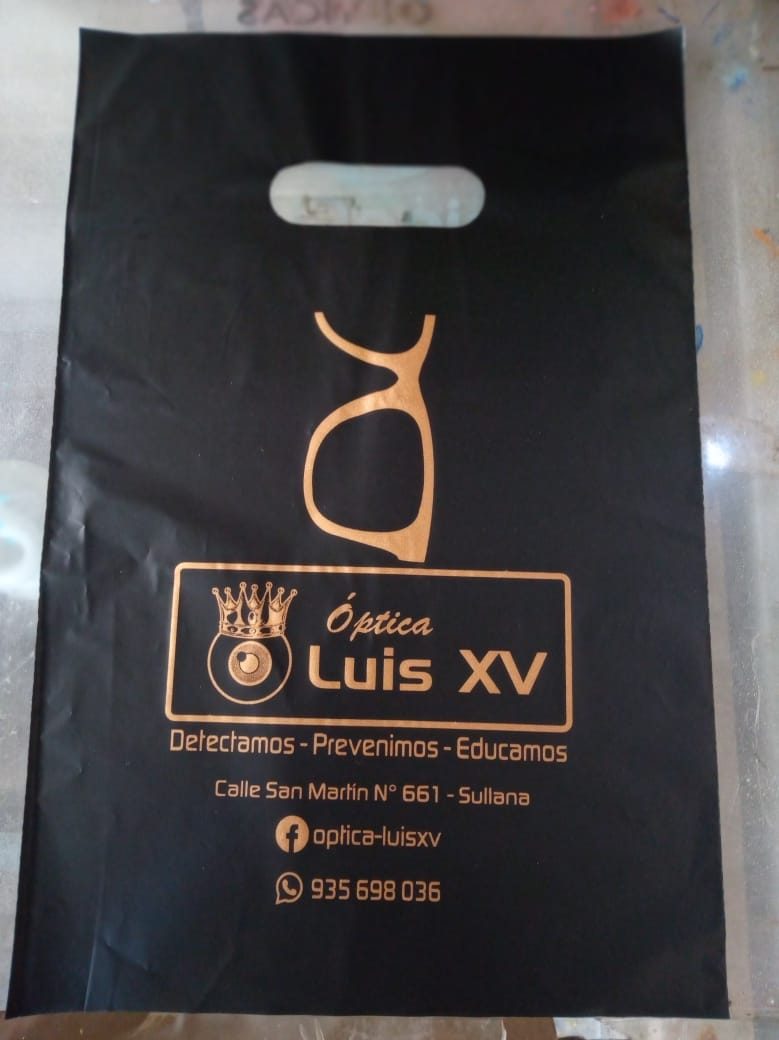 Óptica
Luis XV
Detectamos - Prevenimos - Educamos
Calle San Martín N° 661 - Sullana
optica-luisxv
935 698 036